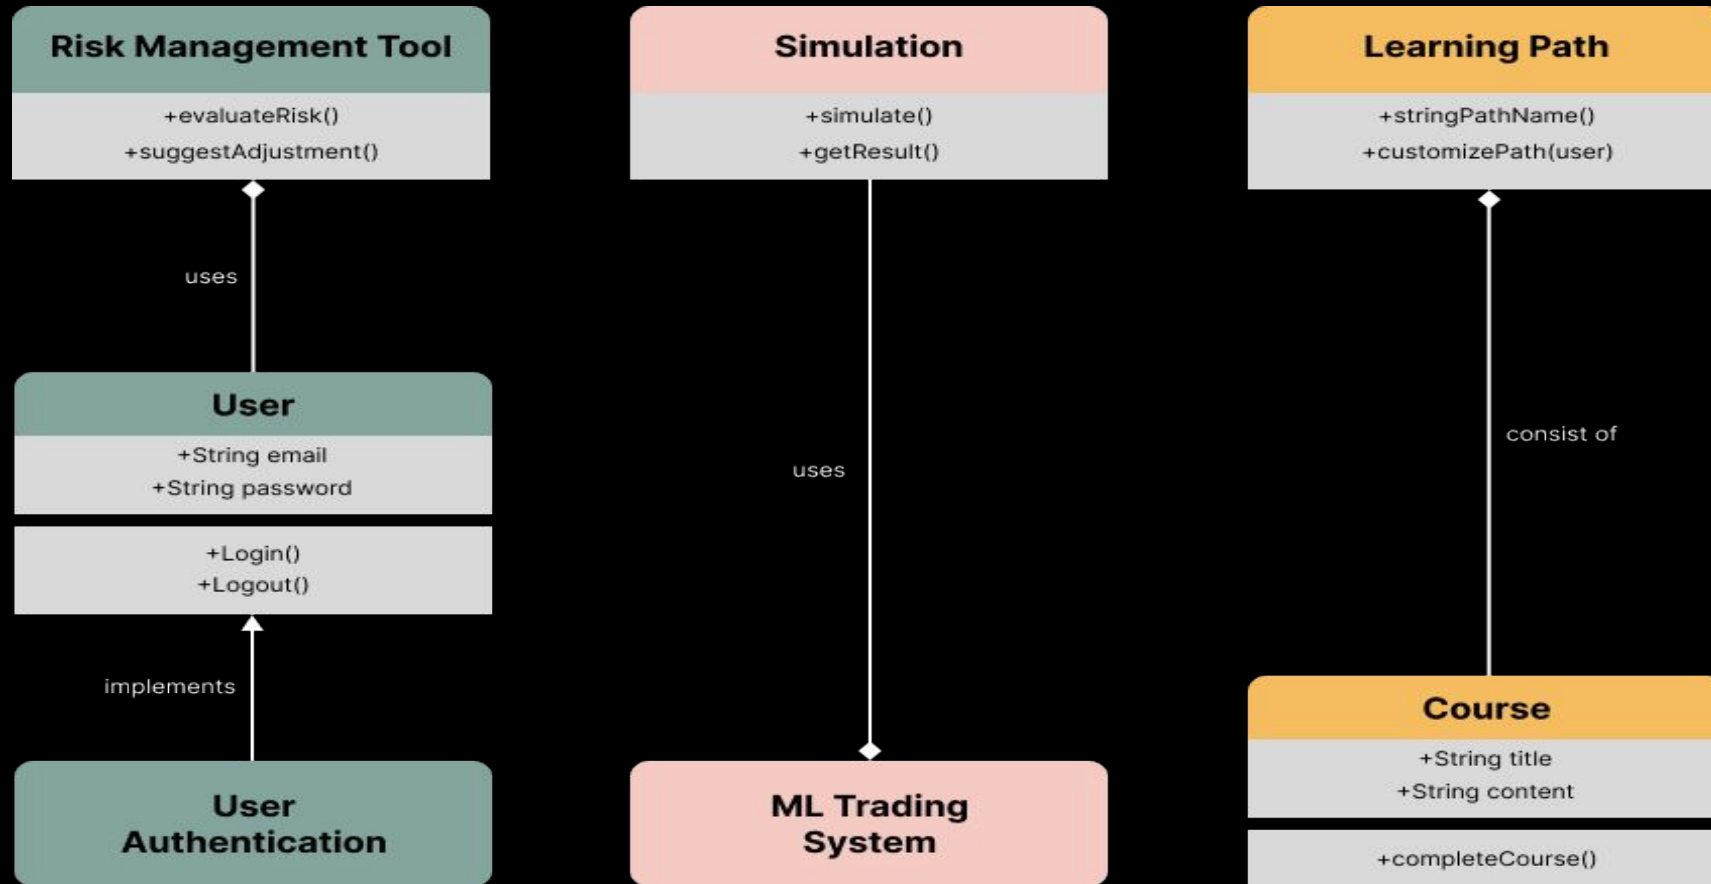 Risk Management Tool
+evaluateRisk()
+suggestAdjustment()
uses
User
+String email
+String password
+Login()
+Logout()
implements
User
Authentication
Simulation
+simulate()
+getResult()
uses
ML Trading
System
Learning Path
+stringPathName()
+customizePath(user)
consist of
Course
+String title
+String content
+completeCourse()